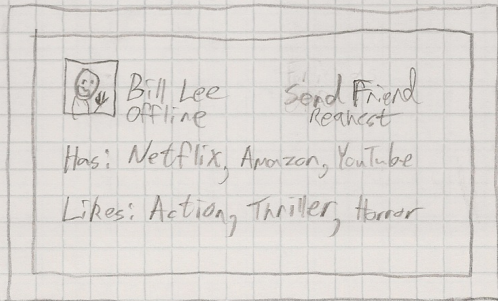 Bill Lee
Offline
Send Friend
Request
Has: Netflix, Amazon, YouTube
Likes: Action, Thriller, Horror